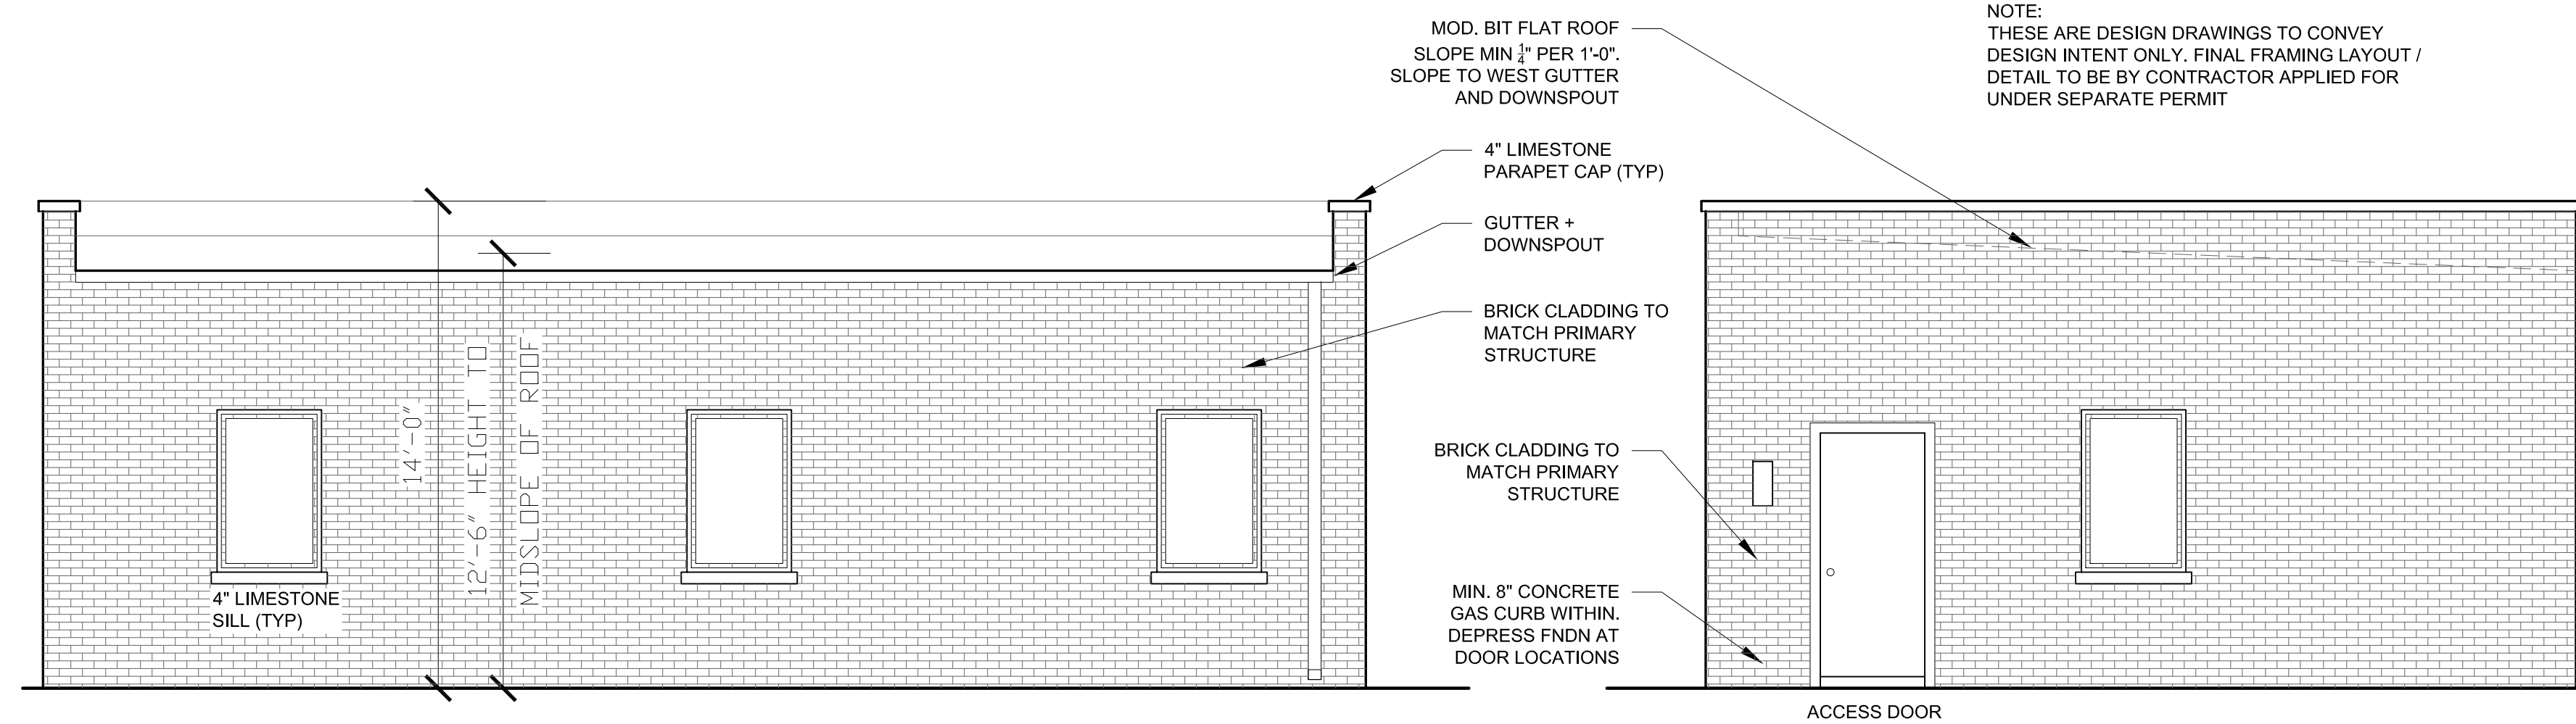 MOD. BIT FLAT ROOF
SLOPE MIN 1/4" PER 1'-0".
SLOPE TO WEST GUTTER
AND DOWNSPOUT
NOTE:
THESE ARE DESIGN DRAWINGS TO CONVEY
DESIGN INTENT ONLY. FINAL FRAMING LAYOUT /
DETAIL TO BE BY CONTRACTOR APPLIED FOR
UNDER SEPARATE PERMIT
4" LIMESTONE
PARAPET CAP (TYP)
GUTTER +
DOWNSPOUT
BRICK CLADDING TO
MATCH PRIMARY
STRUCTURE
14'-0"
12'-6" HEIGHT TO
MIDSLOPE OF ROOF
4" LIMESTONE
SILL (TYP)
BRICK CLADDING TO
MATCH PRIMARY
STRUCTURE
MIN. 8" CONCRETE
GAS CURB WITHIN.
DEPRESS FNDN AT
DOOR LOCATIONS
ACCESS DOOR